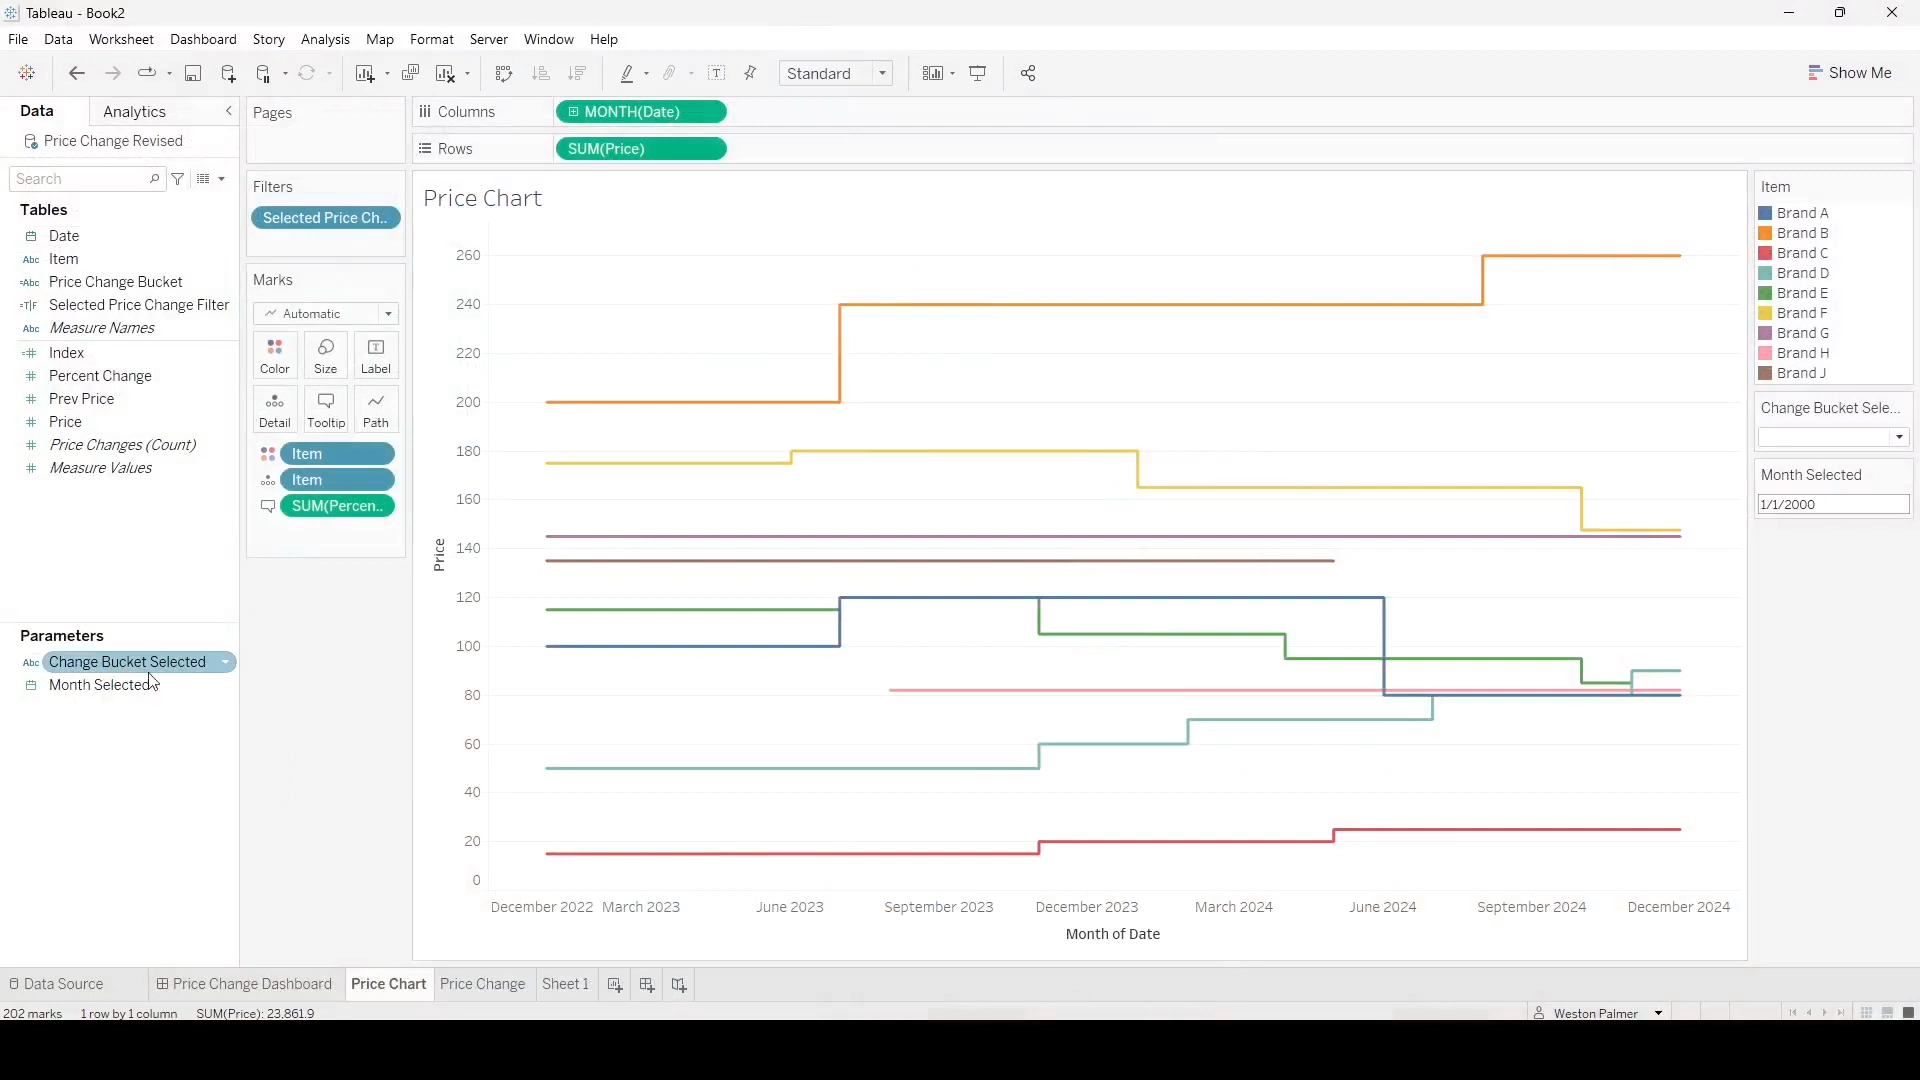 Tableau - Book2
File Data Worksheet Dashboard Story Analysis Map Format Server Window Help
Standard
Show Me
Data Analytics
Price Change Revised
Search
Tables
Date
Abc Item
=Abc Price Change Bucket
=T|F Selected Price Change Filter
Abc Measure Names
=# Index
# Percent Change
# Prev Price
# Price
# Price Changes (Count)
# Measure Values
Parameters
Abc Change Bucket Selected
Month Selected
Pages
Filters
Selected Price Ch..
Marks
Automatic
Color Size Label
Detail Tooltip Path
Item
Item
SUM(Percen..
Columns MONTH(Date)
Rows SUM(Price)
Price Chart
260
240
220
200
180
160
140
120
100
80
60
40
20
0
Price
December 2022 March 2023 June 2023 September 2023 December 2023 March 2024 June 2024 September 2024 December 2024
Month of Date
Item
Brand A
Brand B
Brand C
Brand D
Brand E
Brand F
Brand G
Brand H
Brand J
Change Bucket Sele...
Month Selected
1/1/2000
Data Source Price Change Dashboard Price Chart Price Change Sheet 1
202 marks 1 row by 1 column SUM(Price): 23,861.9
Weston Palmer